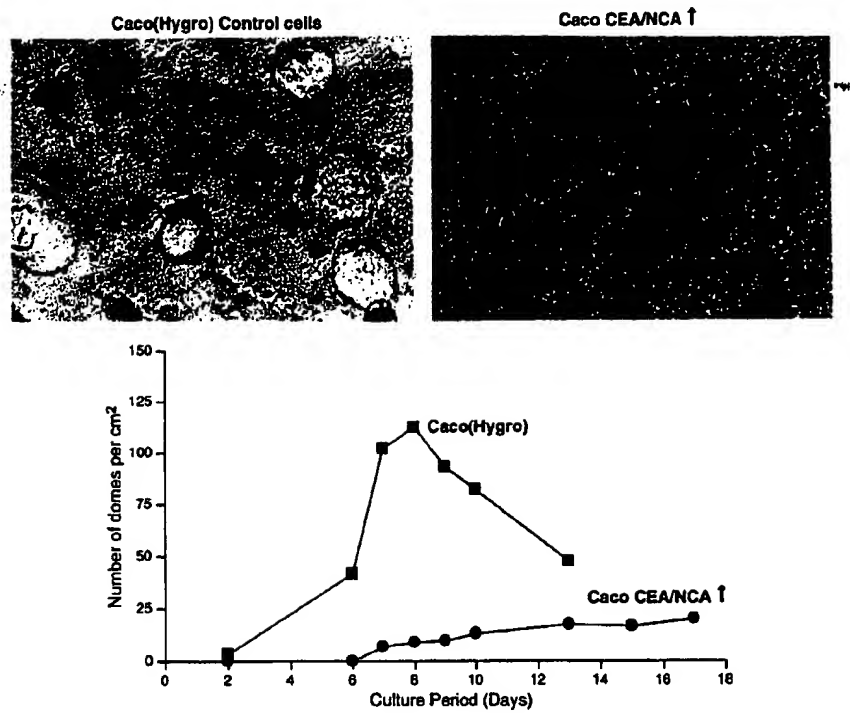 Caco(Hygro) Control cells
Caco CEA/NCA ↑
150
125
100
75
50
25
0
Number of domes per cm²
Caco(Hygro)
Caco CEA/NCA ↑
0 2 4 6 8 10 12 14 16 18
Culture Period (Days)